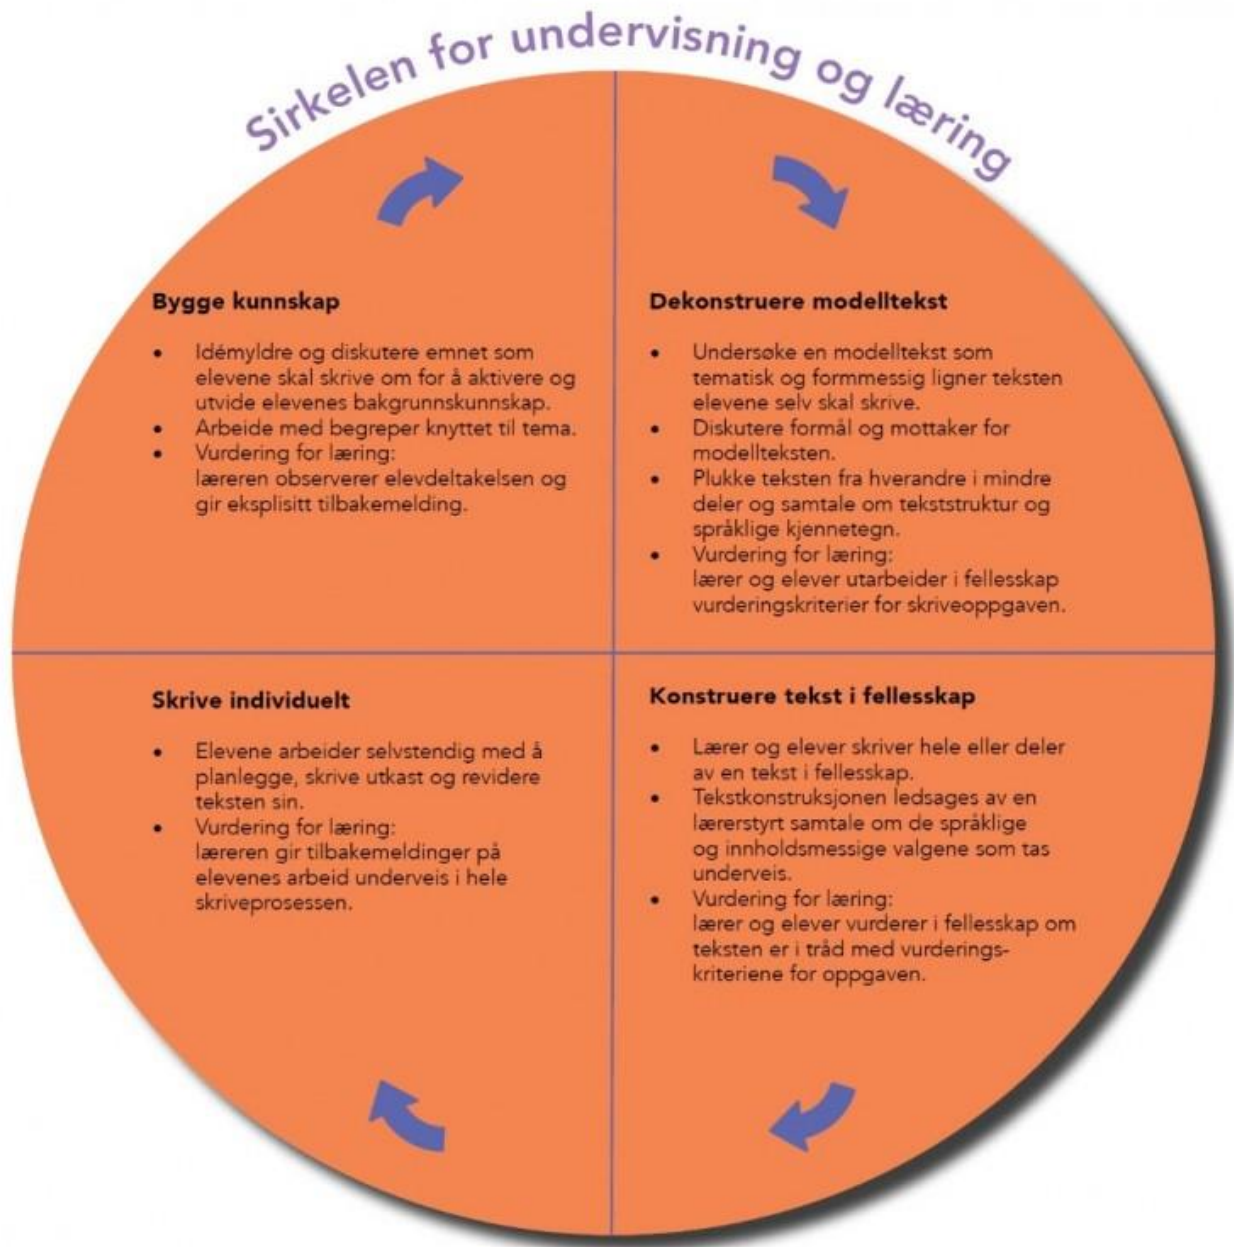 Sirkelen for undervisning og læring
Bygge kunnskap
• Idémyldre og diskutere emnet som
elevene skal skrive om for å aktivere og
utvide elevenes bakgrunnskunnskap.
• Arbeide med begreper knyttet til tema.
• Vurdering for læring:
læreren observerer elevdeltakelsen og
gir eksplisitt tilbakemelding.
Dekonstruere modelltekst
• Undersøke en modelltekst som
tematisk og formmessig ligner teksten
elevene selv skal skrive.
• Diskutere formål og mottaker for
modellteksten.
• Plukke teksten fra hverandre i mindre
deler og samtale om tekststruktur og
språklige kjennetegn.
• Vurdering for læring:
lærer og elever utarbeider i fellesskap
vurderingskriterier for skriveoppgaven.
Konstruere tekst i fellesskap
• Lærer og elever skriver hele eller deler
av en tekst i fellesskap.
• Tekstkonstruksjonen ledsages av en
lærerstyrt samtale om de språklige
og innholdsmessige valgene som tas
underveis.
• Vurdering for læring:
lærer og elever vurderer i fellesskap om
teksten er i tråd med vurderings-
kriteriene for oppgaven.
Skrive individuelt
• Elevene arbeider selvstendig med å
planlegge, skrive utkast og revidere
teksten sin.
• Vurdering for læring:
læreren gir tilbakemeldinger på
elevenes arbeid underveis i hele
skriveprosessen.